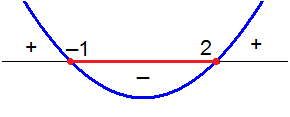 + –1 2 +
–